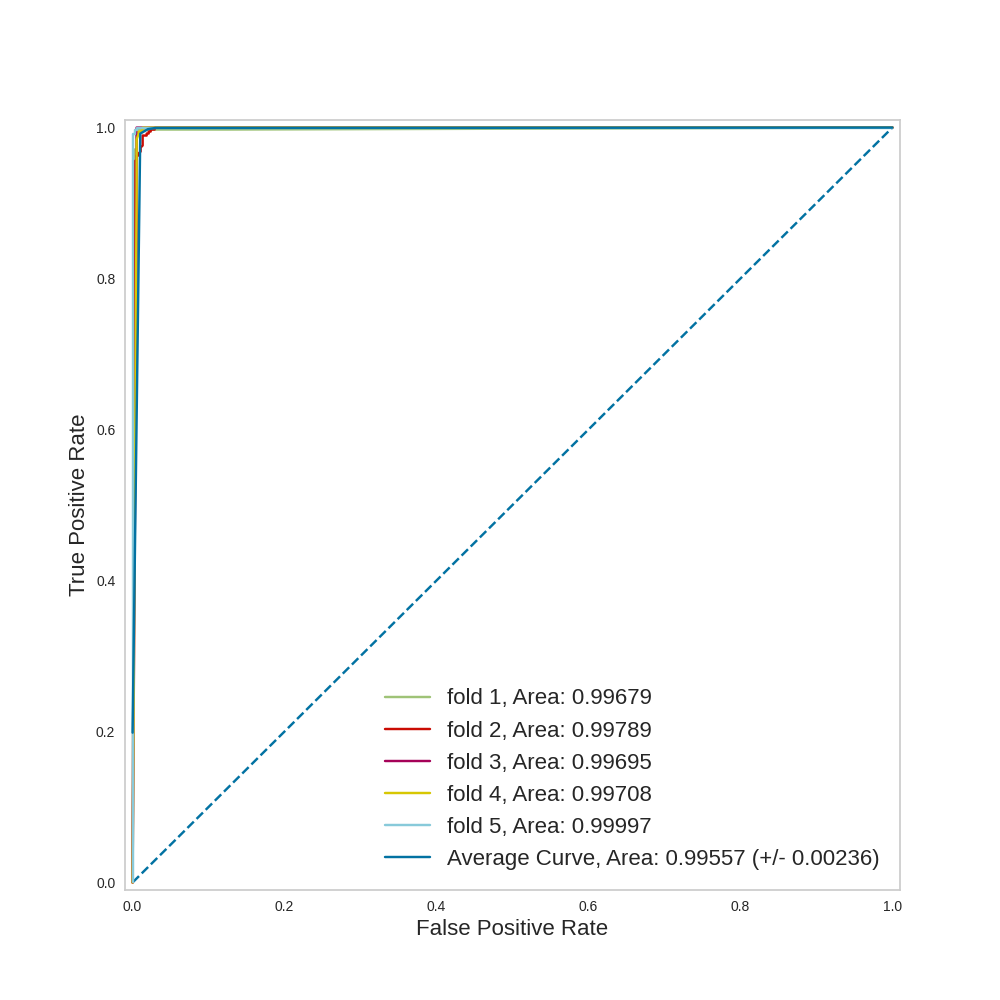 1.0
0.8
0.6
0.4
0.2
0.0
True Positive Rate
fold 1, Area: 0.99679
fold 2, Area: 0.99789
fold 3, Area: 0.99695
fold 4, Area: 0.99708
fold 5, Area: 0.99997
Average Curve, Area: 0.99557 (+/- 0.00236)
0.0 0.2 0.4 0.6 0.8 1.0
False Positive Rate